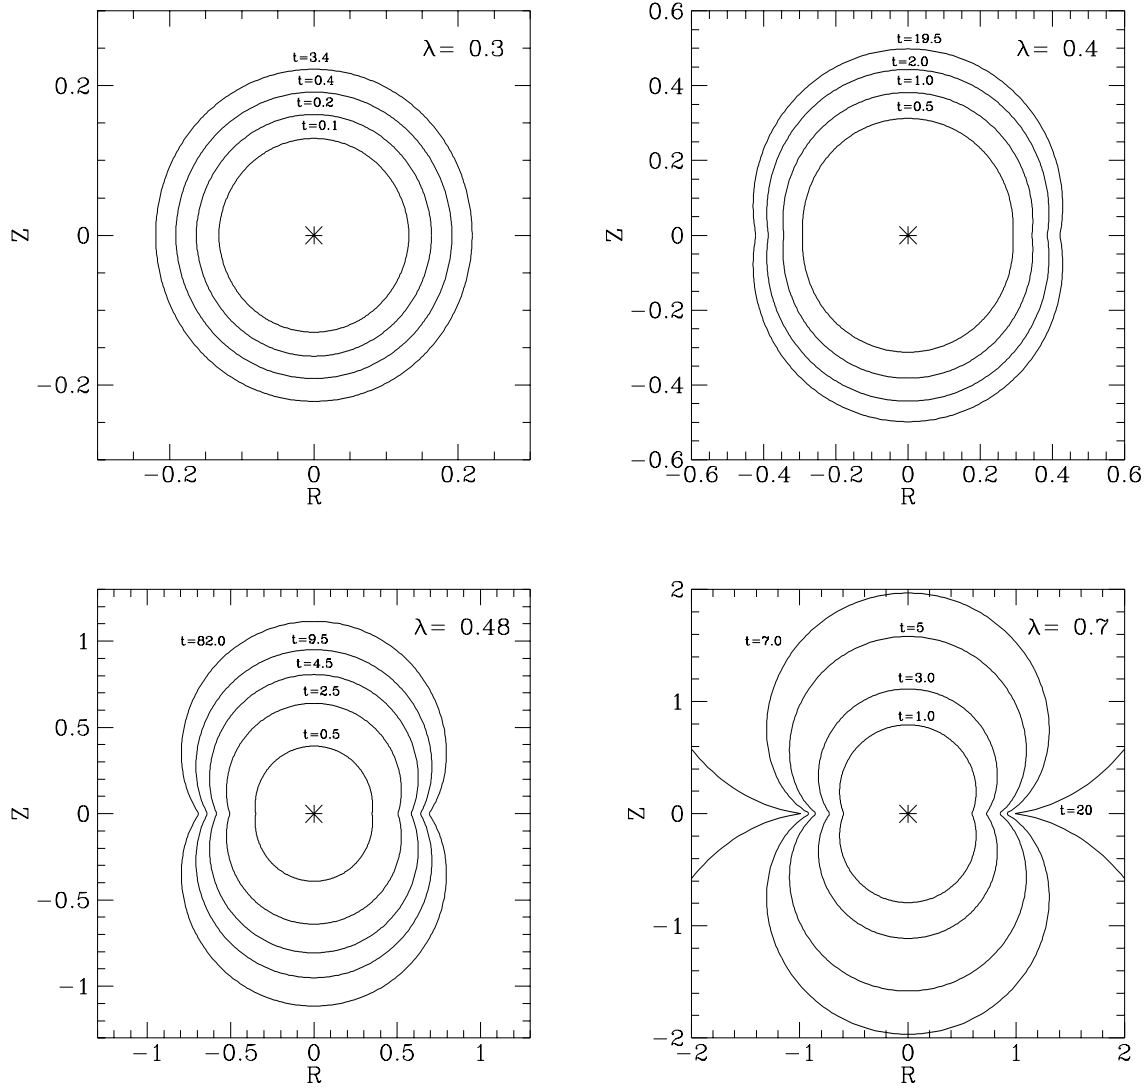 λ= 0.3
t=3.4
t=0.4
t=0.2
t=0.1
0.2
0
−0.2
Z
−0.2 0 0.2
R
λ= 0.4
t=19.5
t=2.0
t=1.0
t=0.5
0.6
0.4
0.2
0
−0.2
−0.4
−0.6
Z
−0.6 −0.4 −0.2 0 0.2 0.4 0.6
R
λ= 0.48
t=82.0
t=9.5
t=4.5
t=2.5
t=0.5
1
0.5
0
−0.5
−1
Z
−1 −0.5 0 0.5 1
R
λ= 0.7
t=7.0
t=5
t=3.0
t=1.0
t=20
2
1
0
−1
−2
Z
−2 −1 0 1 2
R